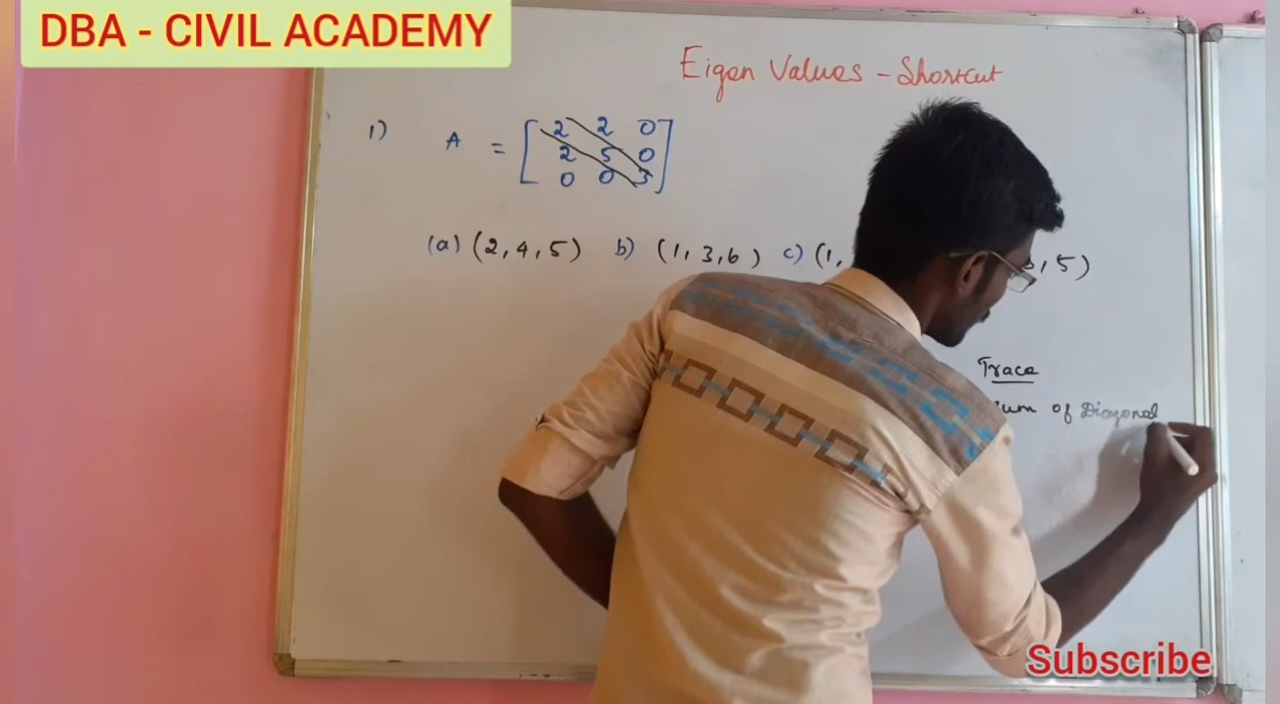 DBA - CIVIL ACADEMY
Eigen Values - Shortcut
1) A = [ 2 2 0
2 5 0
0 0 3 ]
(a) (2, 4, 5) b) (1, 3, 6) c) (1, , 5)
Trace
of Diagonal
Subscribe